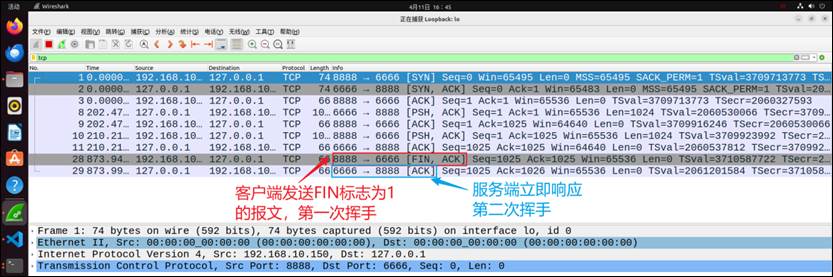 活动 Wireshark 4月11日 16：45
正在捕获 Loopback: lo
文件(F) 编辑(E) 视图(V) 跳转(G) 捕获(C) 分析(A) 统计(S) 电话(Y) 无线(W) 工具(T) 帮助(H)
tcp
No. Time Source Destination Protocol Length Info
1 0.0000… 192.168.10… 127.0.0.1 TCP 74 8888 → 6666 [SYN] Seq=0 Win=65495 Len=0 MSS=65495 SACK_PERM=1 TSval=3709713773 TS…
2 0.0000… 127.0.0.1 192.168.10… TCP 74 6666 → 8888 [SYN, ACK] Seq=0 Ack=1 Win=65483 Len=0 MSS=65495 SACK_PERM=1 TSval=20…
3 0.0000… 192.168.10… 127.0.0.1 TCP 66 8888 → 6666 [ACK] Seq=1 Ack=1 Win=65536 Len=0 TSval=3709713773 TSecr=2060327593
8 202.47… 192.168.10… 127.0.0.1 TCP 10… 8888 → 6666 [PSH, ACK] Seq=1 Ack=1 Win=65536 Len=1024 TSval=3709…
9 202.47… 127.0.0.1 192.168.10… TCP 66 6666 → 8888 [ACK] Seq=1 Ack=1025 Win=64640 Len=0
10 210.21… 127.0.0.1 192.168.10… TCP 10… 6666 → 8888 [PSH, ACK] Seq=1 Ack=1025 Win=65536 Len=1024
11 210.21… 192.168.10… 127.0.0.1 TCP 66 8888 → 6666 [ACK] Seq=1025 Ack=1025 Win=64640 Len=0
28 873.94… 192.168.10… 127.0.0.1 TCP 66 8888 → 6666 [FIN, ACK] Seq=1025 Ack=1025 Win=65536 Len=0 TSval=3710587722 TSec…
29 873.99… 127.0.0.1 192.168.10… TCP 66 6666 → 8888 [ACK] Seq=1025 Ack=1026 Win=65536 Len=0 TSval=2061201584 TSecr=371058…
客户端发送FIN标志为1
的报文，第一次挥手
服务端立即响应
第二次挥手
Frame 1: 74 bytes on wire (592 bits), 74 bytes captured (592 bits) on interface lo, id 0
Ethernet II, Src: 00:00:00_00:00:00 (00:00:00:00:00:00), Dst: 00:00:00_00:00:00 (00:00:00:00:00:00)
Internet Protocol Version 4, Src: 192.168.10.150, Dst: 127.0.0.1
Transmission Control Protocol, Src Port: 8888, Dst Port: 6666, Seq: 0, Len: 0